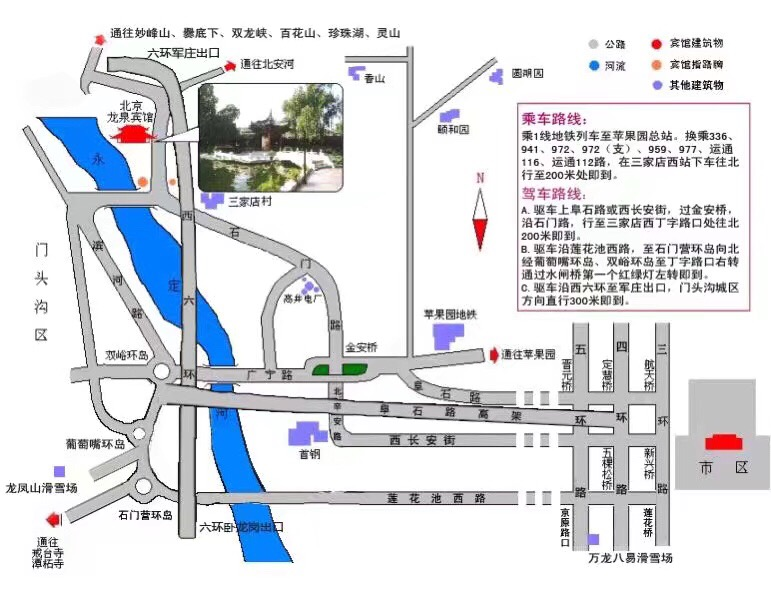 通往妙峰山、爨底下、双龙峡、百花山、珍珠湖、灵山
六环军庄出口
通往北安河
香山
圆明园
颐和园
公路
河流
宾馆建筑物
宾馆指路牌
其他建筑物
北京
龙泉宾馆
永定河
三家店村
乘车路线：
乘1线地铁列车至苹果园总站。换乘336、
941、972、972（支）、959、977、运通
116、运通112路，在三家店西站下车往北
行至200米处即到。
驾车路线：
A. 驱车上阜石路或西长安街，过金安桥，
沿石门路，行至三家店西丁字路口处往北
200米即到。
B. 驱车沿莲花池西路，至石门营环岛向北
经葡萄嘴环岛、双峪环岛至丁字路口右转
通过水闸桥第一个红绿灯左转即到。
C. 驱车沿西六环至军庄出口，门头沟城区
方向直行300米即到。
N
门头沟区
滨河路
西六环
石门路
高井电厂
苹果园地铁
金安桥
通往苹果园
双峪环岛
广宁路
阜石路
北辛安路
阜石路高架
西长安街
首钢
葡萄嘴环岛
龙凤山滑雪场
石门营环岛
六环卧龙岗出口
莲花池西路
通往
戒台寺
潭柘寺
五环路
四环路
三环路
晋元桥
定慧桥
航天桥
五棵松桥
新兴桥
京原路口
莲花桥
万龙八易滑雪场
市区